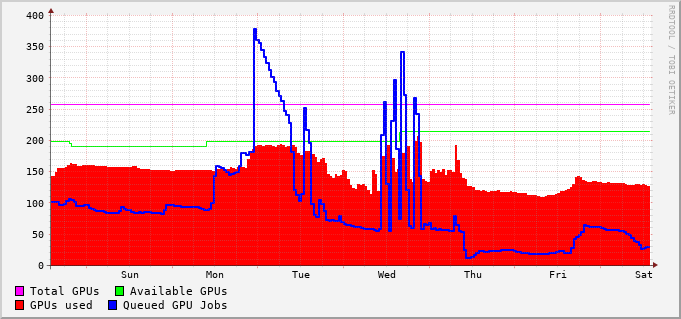 RRDTOOL / TOBI OETIKER
400
350
300
250
200
150
100
50
0
Sun Mon Tue Wed Thu Fri Sat
Total GPUs Available GPUs
GPUs used Queued GPU Jobs